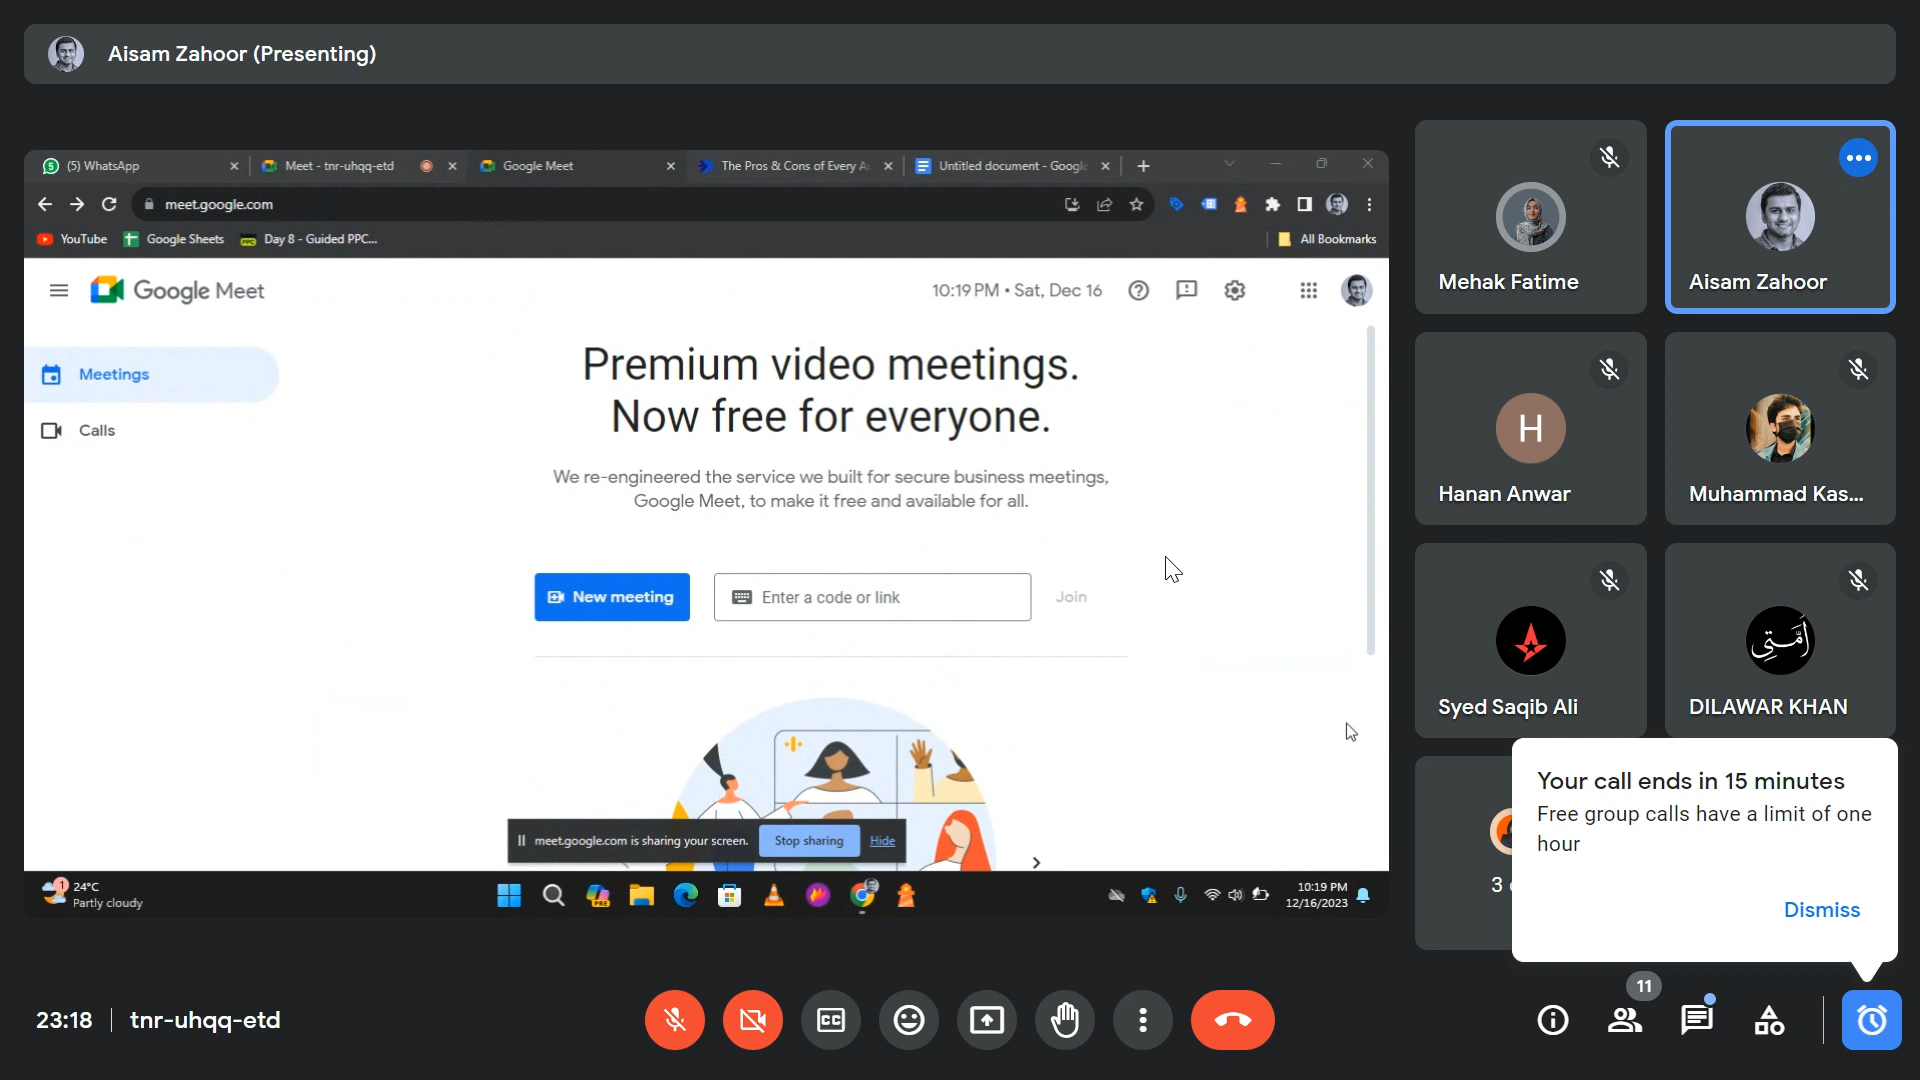 Aisam Zahoor (Presenting)
(5) WhatsApp
Meet - tnr-uhqq-etd
Google Meet
The Pros & Cons of Every A
Untitled document - Google
meet.google.com
YouTube
Google Sheets
Day 8 - Guided PPC...
All Bookmarks
Google Meet
10:19 PM • Sat, Dec 16
Meetings
Calls
Premium video meetings.
Now free for everyone.
We re-engineered the service we built for secure business meetings,
Google Meet, to make it free and available for all.
New meeting
Enter a code or link
Join
meet.google.com is sharing your screen.
Stop sharing
Hide
1
24°C
Partly cloudy
PRE
10:19 PM
12/16/2023
Mehak Fatime
Aisam Zahoor
H
Hanan Anwar
Muhammad Kas...
Syed Saqib Ali
أُمَّتِي
DILAWAR KHAN
3
Your call ends in 15 minutes
Free group calls have a limit of one
hour
Dismiss
23:18
tnr-uhqq-etd
CC
11